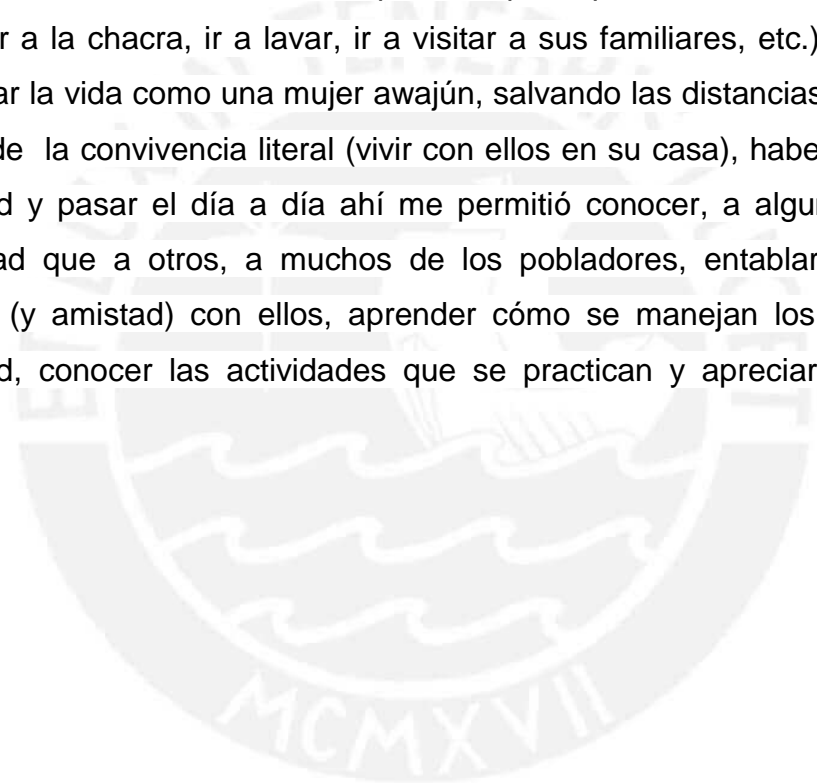 r a la chacra, ir a lavar, ir a visitar a sus familiares, etc.)
ar la vida como una mujer awajún, salvando las distancias
de la convivencia literal (vivir con ellos en su casa), habe
d y pasar el día a día ahí me permitió conocer, a algu
ad que a otros, a muchos de los pobladores, entablar
(y amistad) con ellos, aprender cómo se manejan los
d, conocer las actividades que se practican y apreciar
MCMXVII